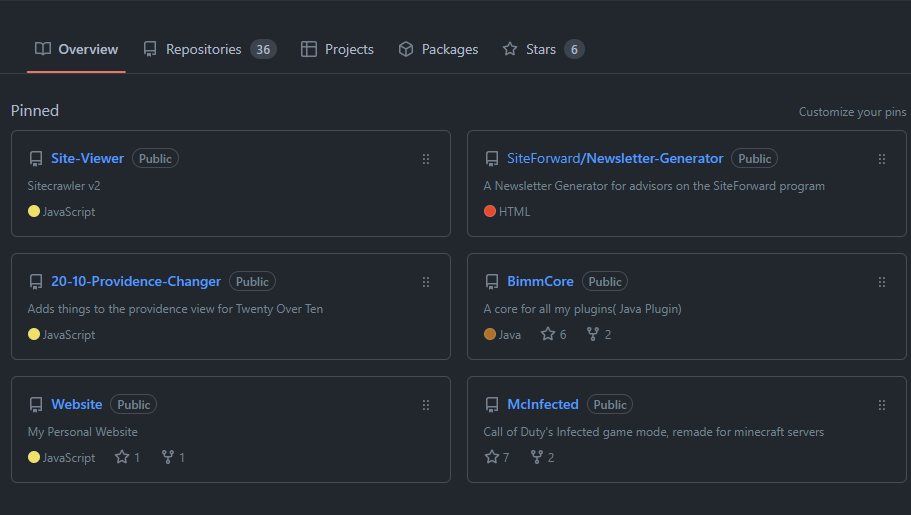 Overview Repositories 36 Projects Packages Stars 6
Pinned
Customize your pins
Site-Viewer Public
Sitecrawler v2
JavaScript
SiteForward/Newsletter-Generator Public
A Newsletter Generator for advisors on the SiteForward program
HTML
20-10-Providence-Changer Public
Adds things to the providence view for Twenty Over Ten
JavaScript
BimmCore Public
A core for all my plugins( Java Plugin)
Java 6 2
Website Public
My Personal Website
JavaScript 1 1
McInfected Public
Call of Duty's Infected game mode, remade for minecraft servers
7 2